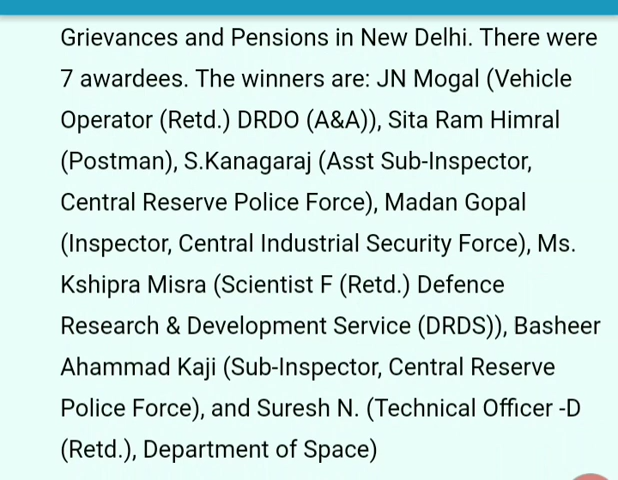 Grievances and Pensions in New Delhi. There were
7 awardees. The winners are: JN Mogal (Vehicle
Operator (Retd.) DRDO (A&A)), Sita Ram Himral
(Postman), S.Kanagaraj (Asst Sub-Inspector,
Central Reserve Police Force), Madan Gopal
(Inspector, Central Industrial Security Force), Ms.
Kshipra Misra (Scientist F (Retd.) Defence
Research & Development Service (DRDS)), Basheer
Ahammad Kaji (Sub-Inspector, Central Reserve
Police Force), and Suresh N. (Technical Officer -D
(Retd.), Department of Space)